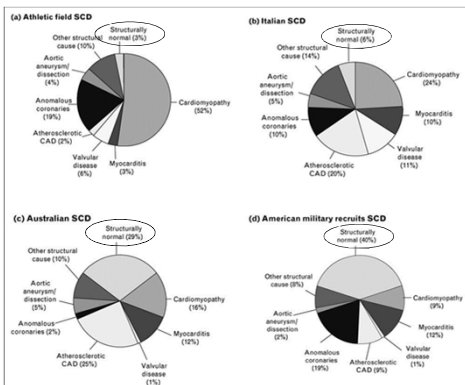 (a) Athletic field SCD
Structurally
normal (3%)
Other structural
cause (10%)
Aortic
aneurysm/
dissection
(4%)
Anomalous
coronaries
(19%)
Atherosclerotic
CAD (2%)
Valvular
disease
(6%)
Myocarditis
(3%)
Cardiomyopathy
(52%)
(b) Italian SCD
Structurally
normal (6%)
Other structural
cause (14%)
Aortic
aneurysm/
dissection
(5%)
Anomalous
coronaries
(10%)
Atherosclerotic
CAD (20%)
Valvular
disease
(11%)
Myocarditis
(10%)
Cardiomyopathy
(24%)
(c) Australian SCD
Structurally
normal (29%)
Other structural
cause (10%)
Aortic
aneurysm/
dissection
(5%)
Anomalous
coronaries (2%)
Atherosclerotic
CAD (25%)
Valvular
disease
(1%)
Myocarditis
(12%)
Cardiomyopathy
(16%)
(d) American military recruits SCD
Structurally
normal (40%)
Other structural
cause (8%)
Aortic
aneurysm/
dissection
(2%)
Anomalous
coronaries
(19%)
Atherosclerotic
CAD (9%)
Valvular
disease
(1%)
Myocarditis
(12%)
Cardiomyopathy
(9%)